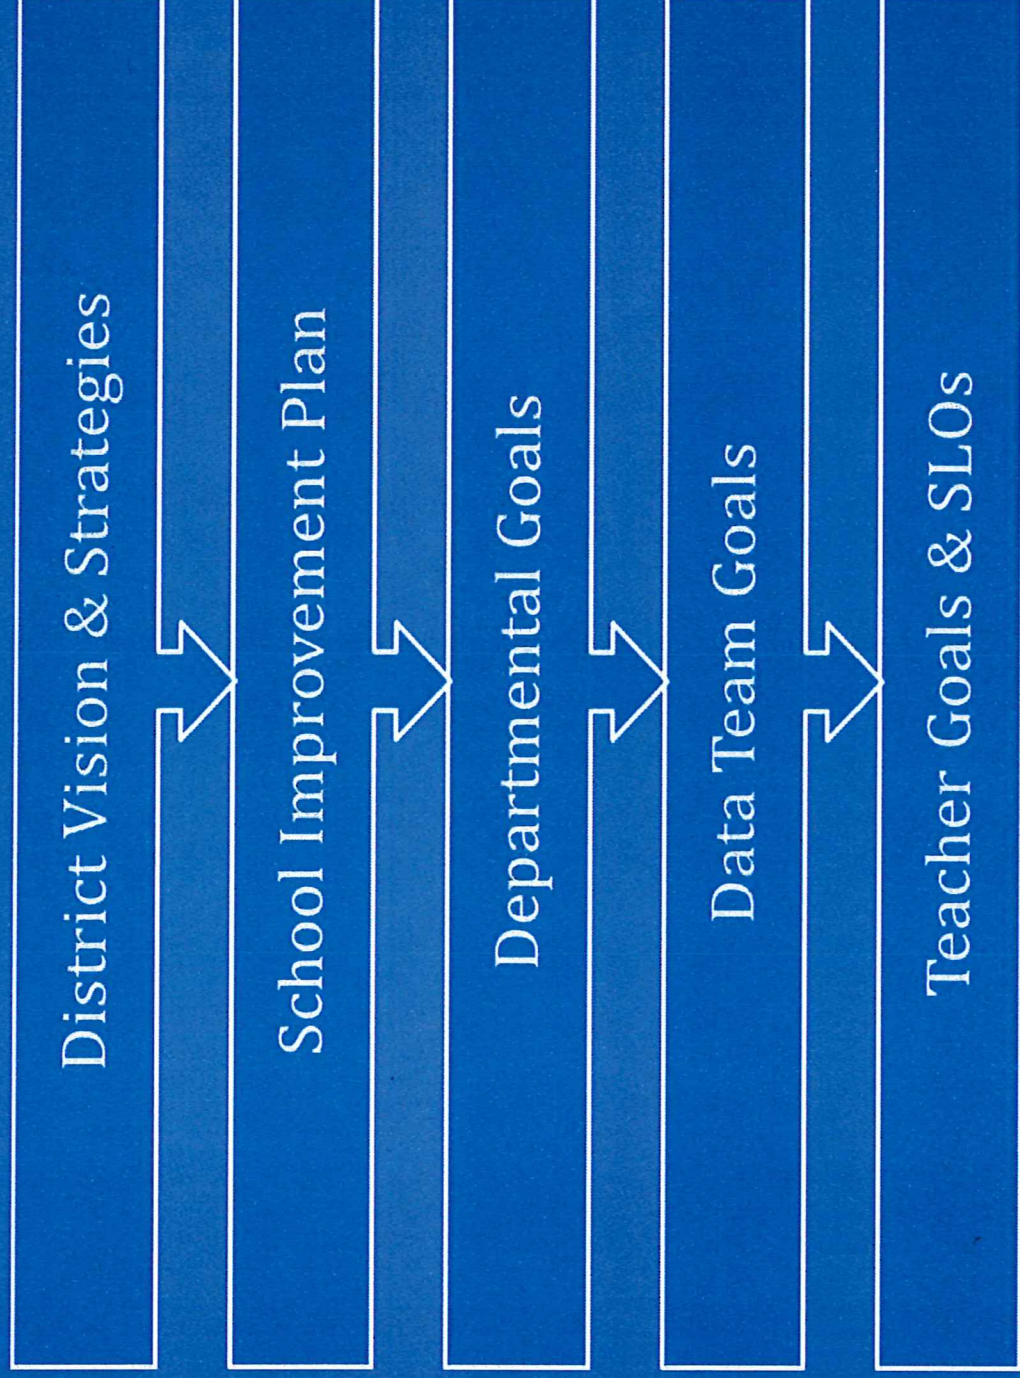 District Vision & Strategies
School Improvement Plan
Departmental Goals
Data Team Goals
Teacher Goals & SLOs